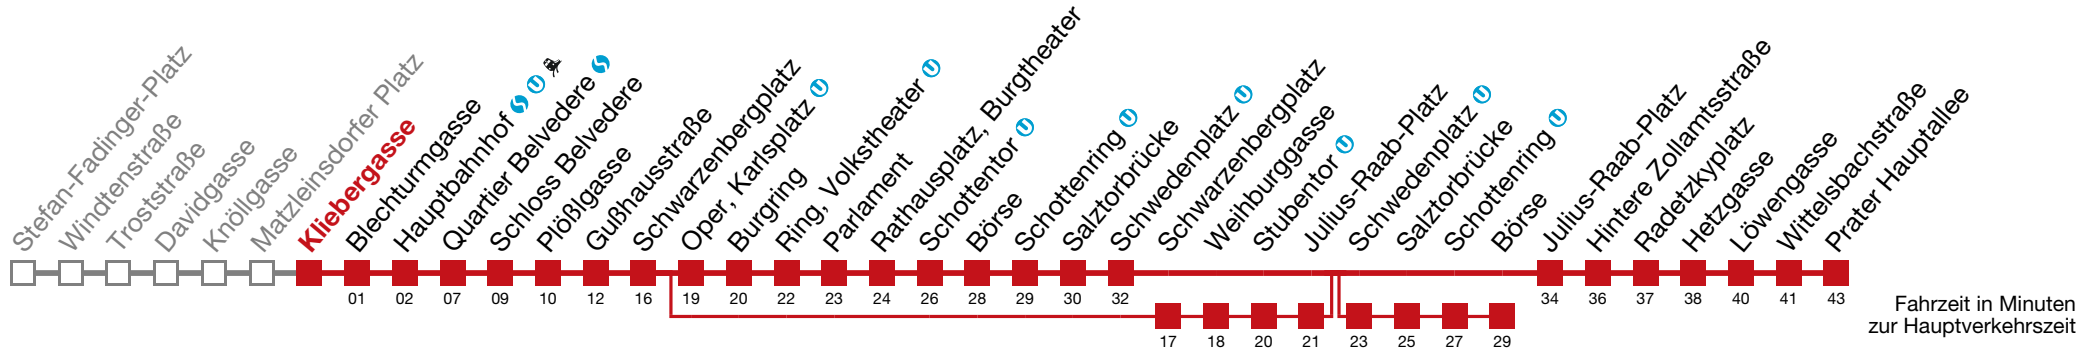 Stefan-Fadinger-Platz
Windtenstraße
Troststraße
Davidgasse
Knöllgasse
Matzleinsdorfer Platz
Kliebergasse
Blechturmgasse
Hauptbahnhof
Quartier Belvedere
Schloss Belvedere
Plößlgasse
Gußhausstraße
Schwarzenbergplatz
Oper, Karlsplatz
Burgring
Ring, Volkstheater
Parlament
Rathausplatz, Burgtheater
Schottentor
Börse
Schottenring
Salztorbrücke
Schwedenplatz
Schwarzenbergplatz
Weihburggasse
Stubentor
Julius-Raab-Platz
Schwedenplatz
Salztorbrücke
Schottenring
Börse
Julius-Raab-Platz
Hintere Zollamtsstraße
Radetzkyplatz
Hetzgasse
Löwengasse
Wittelsbachstraße
Prater Hauptallee
01 02 07 09 10 12 16 19 20 22 23 24 26 28 29 30 32 34 36 37 38 40 41 43
17 18 20 21 23 25 27 29
Fahrzeit in Minuten
zur Hauptverkehrszeit